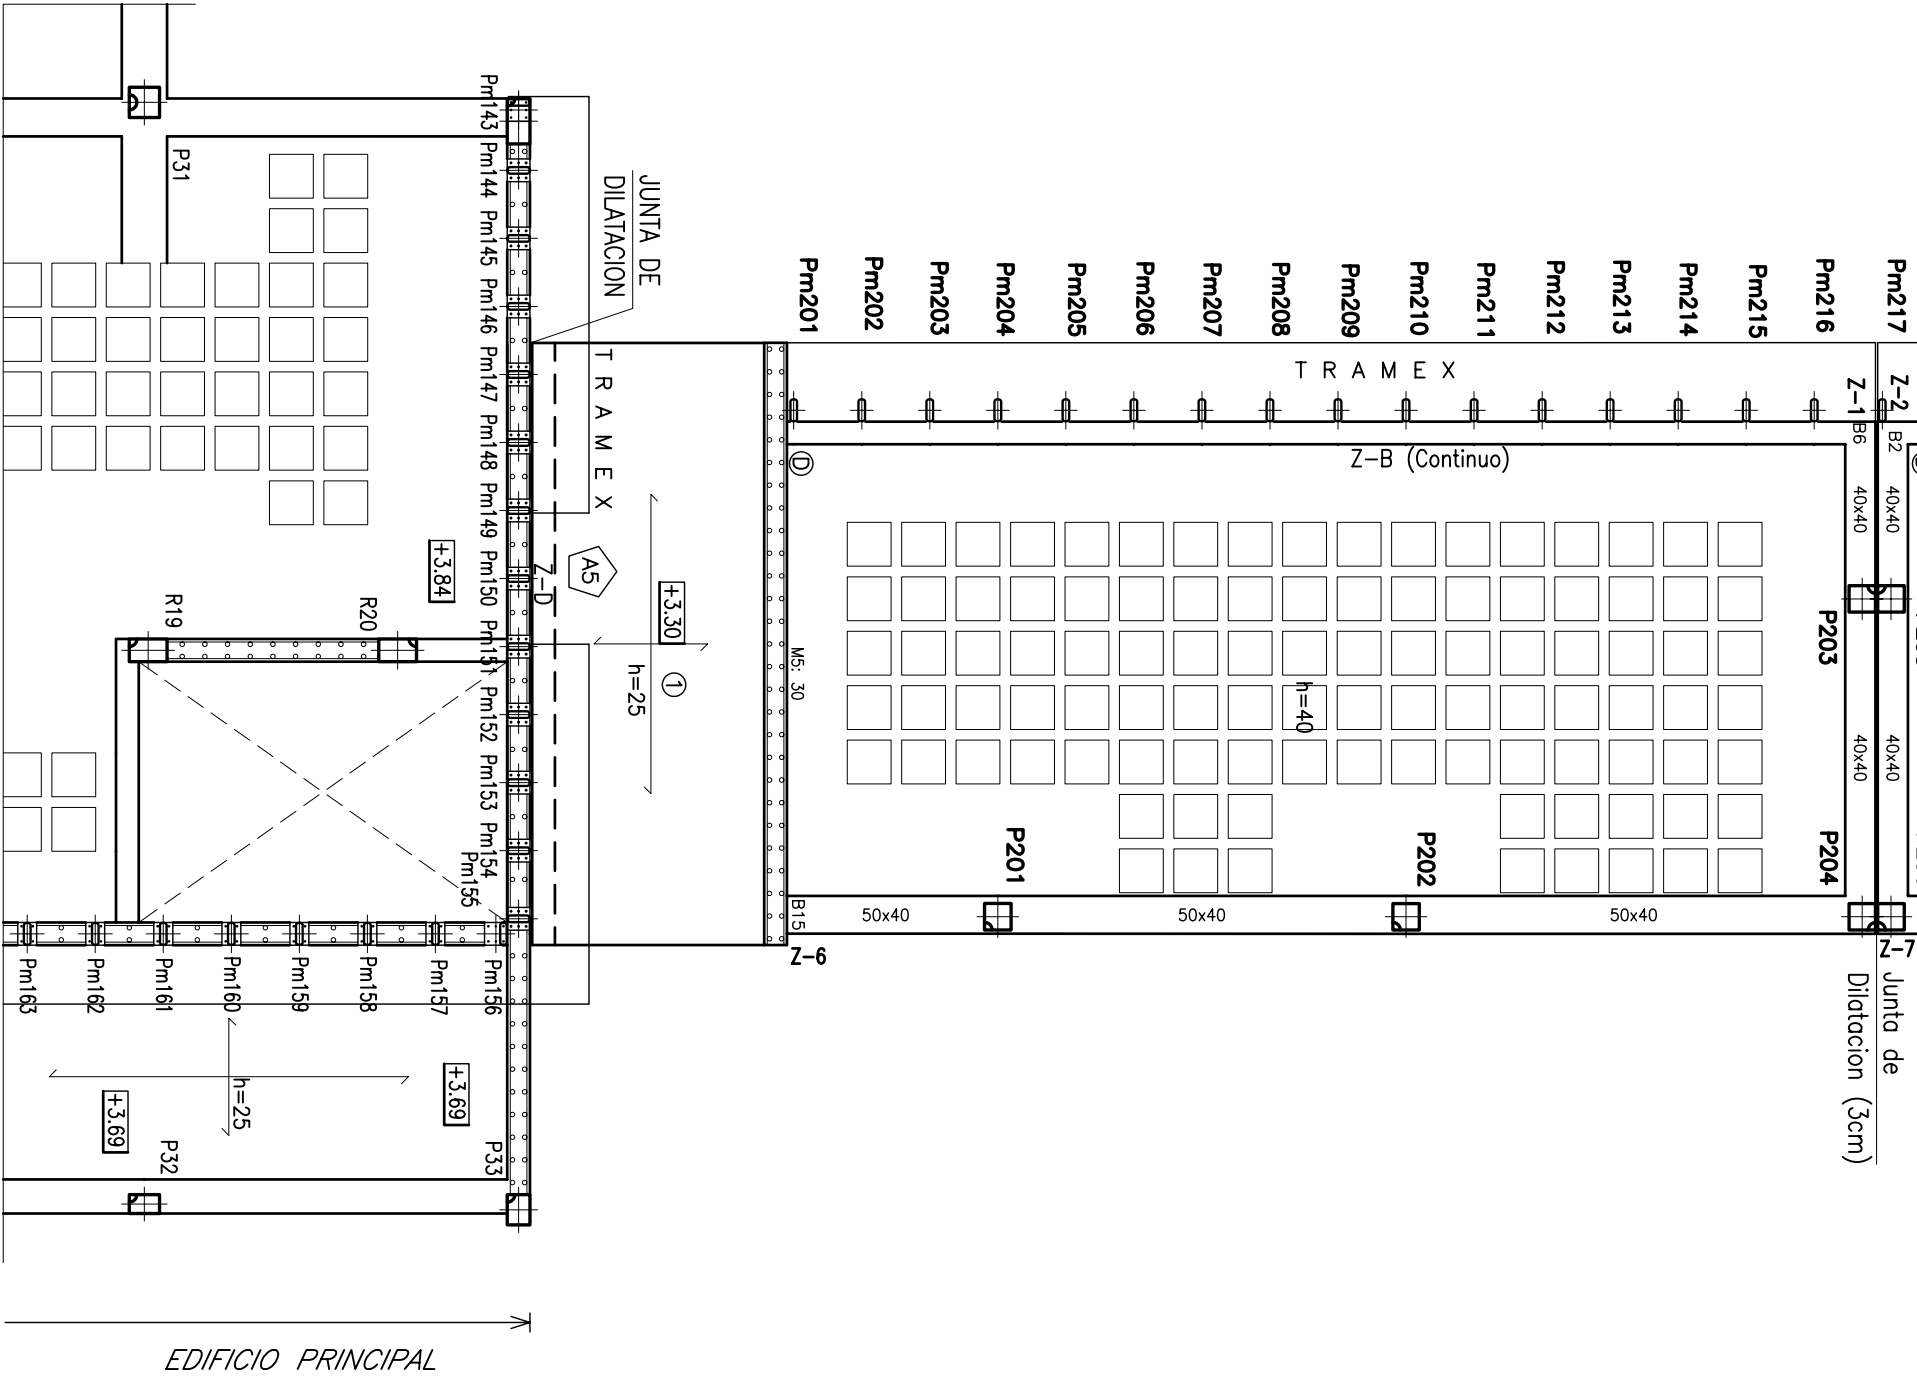 Pm143
Pm144
Pm145
Pm146
Pm147
Pm148
Pm149
Pm150
Pm151
Pm152
Pm153
Pm154
Pm155
P31
JUNTA DE
DILATACION
TRAMEX
Pm201
Pm202
Pm203
Pm204
Pm205
Pm206
Pm207
Pm208
Pm209
Pm210
Pm211
Pm212
Pm213
Pm214
Pm215
Pm216
Pm217
TRAMEX
Z-1
Z-2
B6
B2
D
Z-B (Continuo)
40x40
40x40
+3.84
Z-D
A5
+3.30
1
h=25
M5: 30
h=40
R19
R20
P203
40x40
40x40
P201
P202
P204
B15
50x40
50x40
50x40
Z-6
Z-7
Junta de
Dilatacion (3cm)
Pm163
Pm162
Pm161
Pm160
Pm159
Pm158
Pm157
Pm156
h=25
+3.69
+3.69
P32
P33
EDIFICIO PRINCIPAL